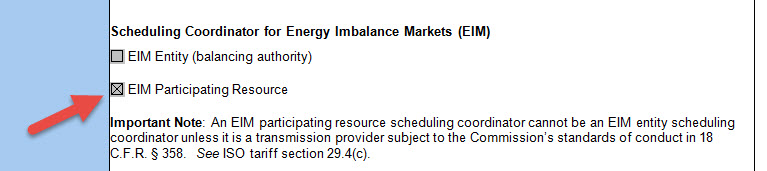 Scheduling Coordinator for Energy Imbalance Markets (EIM)
EIM Entity (balancing authority)
EIM Participating Resource
Important Note:  An EIM participating resource scheduling coordinator cannot be an EIM entity scheduling
coordinator unless it is a transmission provider subject to the Commission's standards of conduct in 18
C.F.R. § 358.   See ISO tariff section 29.4(c).